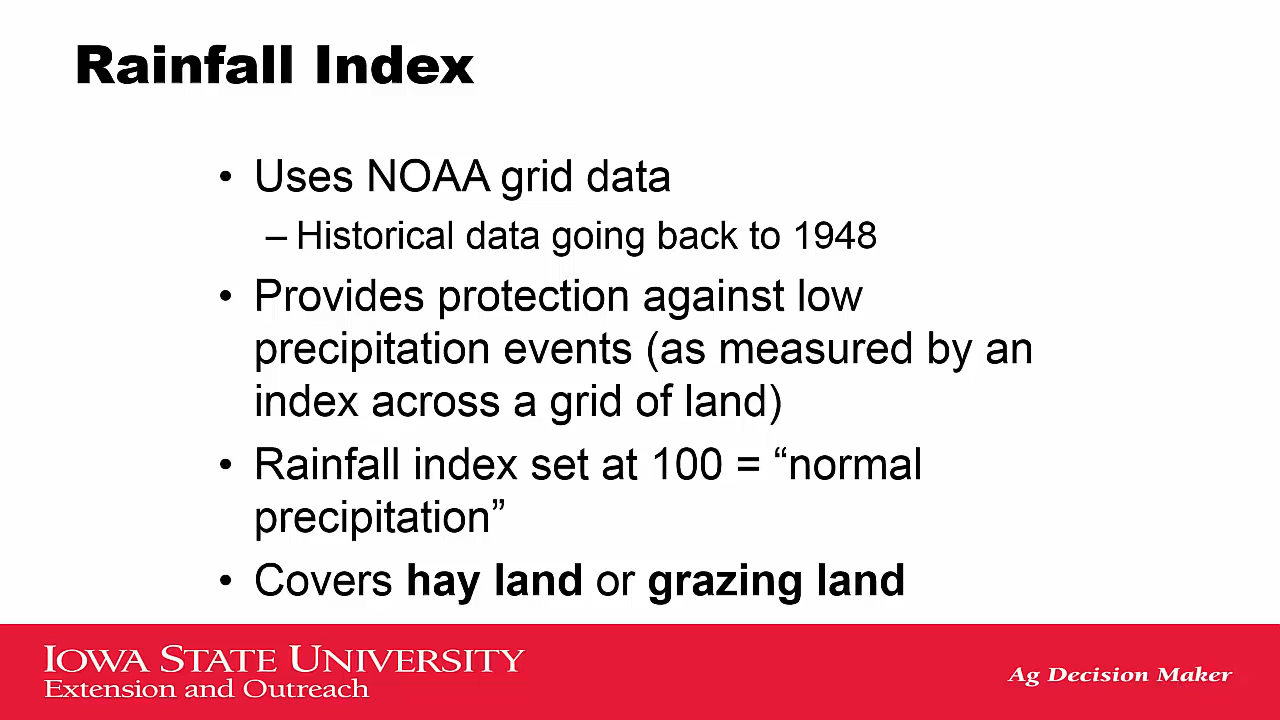 Rainfall Index
• Uses NOAA grid data
– Historical data going back to 1948
• Provides protection against low
precipitation events (as measured by an
index across a grid of land)
• Rainfall index set at 100 = “normal
precipitation”
• Covers hay land or grazing land
IOWA STATE UNIVERSITY
Extension and Outreach
Ag Decision Maker